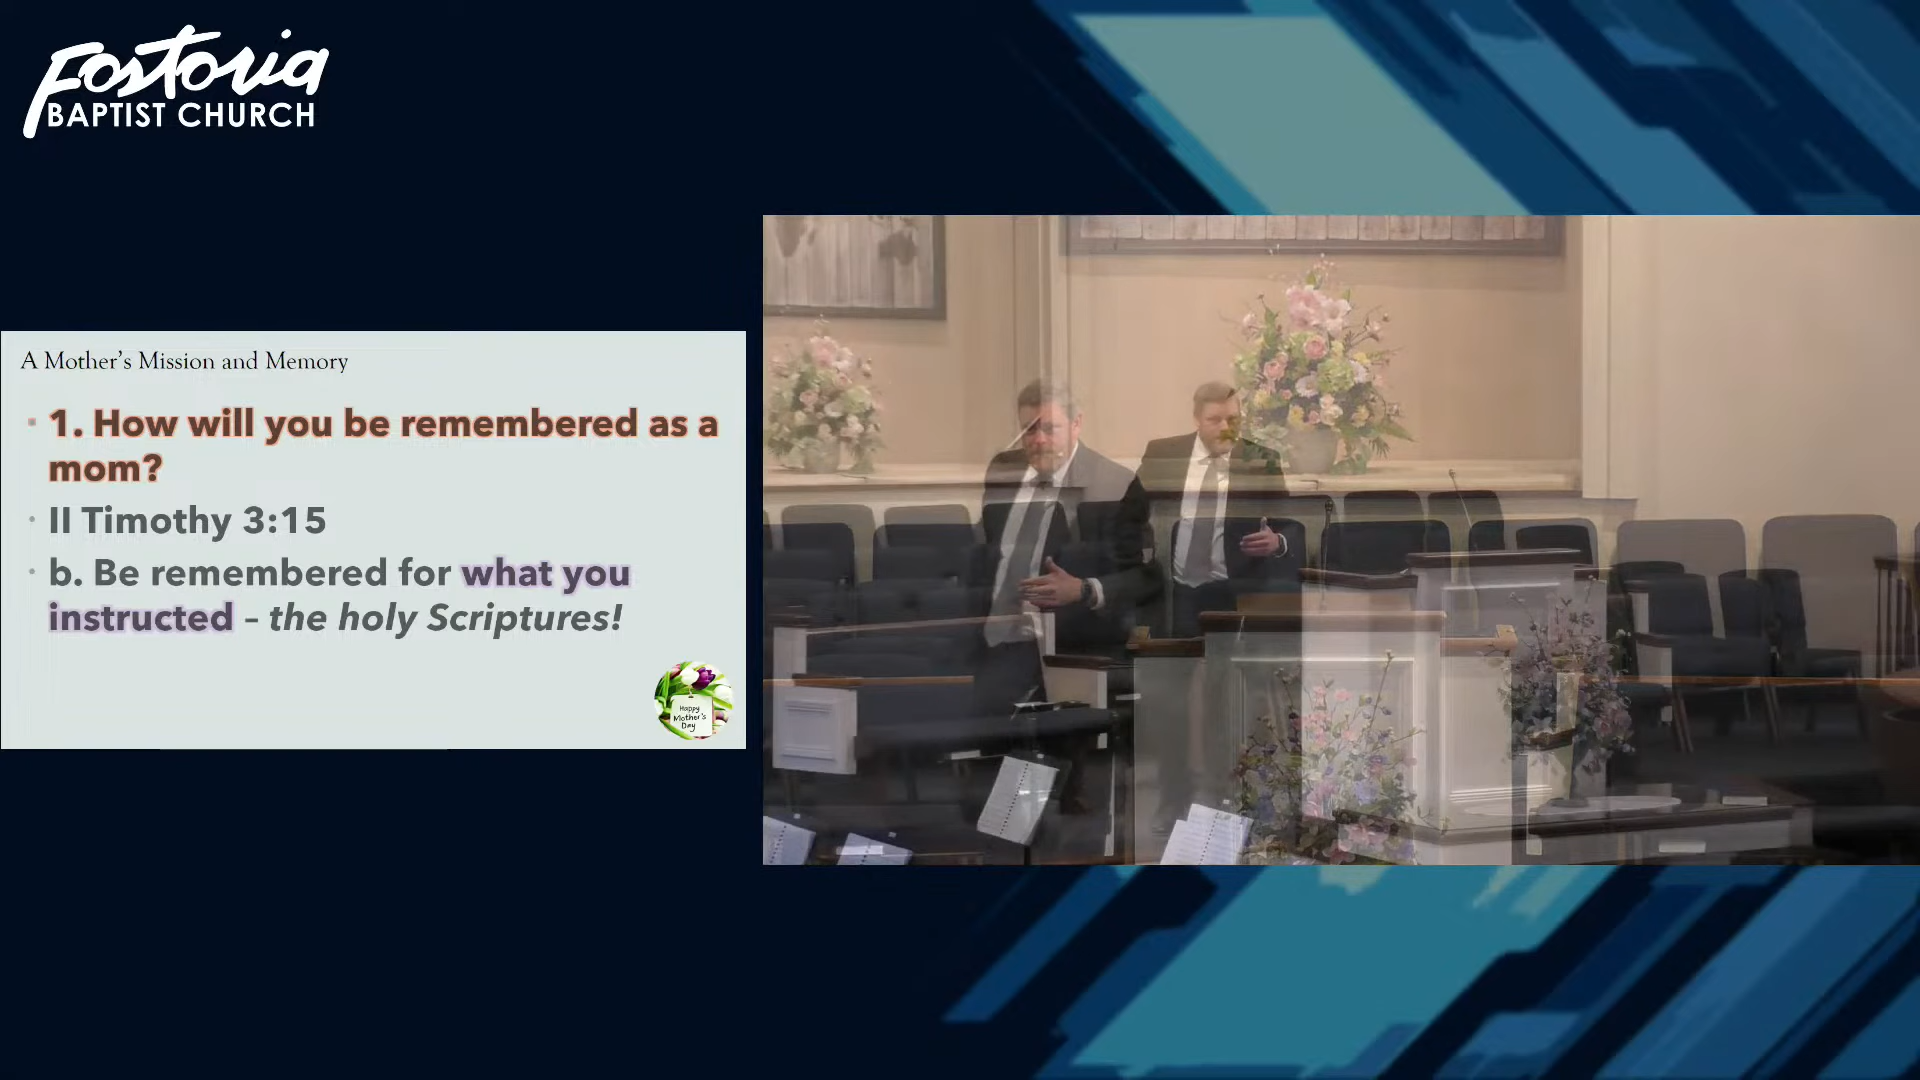 Fostoria
BAPTIST CHURCH
A Mother's Mission and Memory
1. How will you be remembered as a
mom?
II Timothy 3:15
b. Be remembered for what you
instructed – the holy Scriptures!
Happy
Mother's
Day